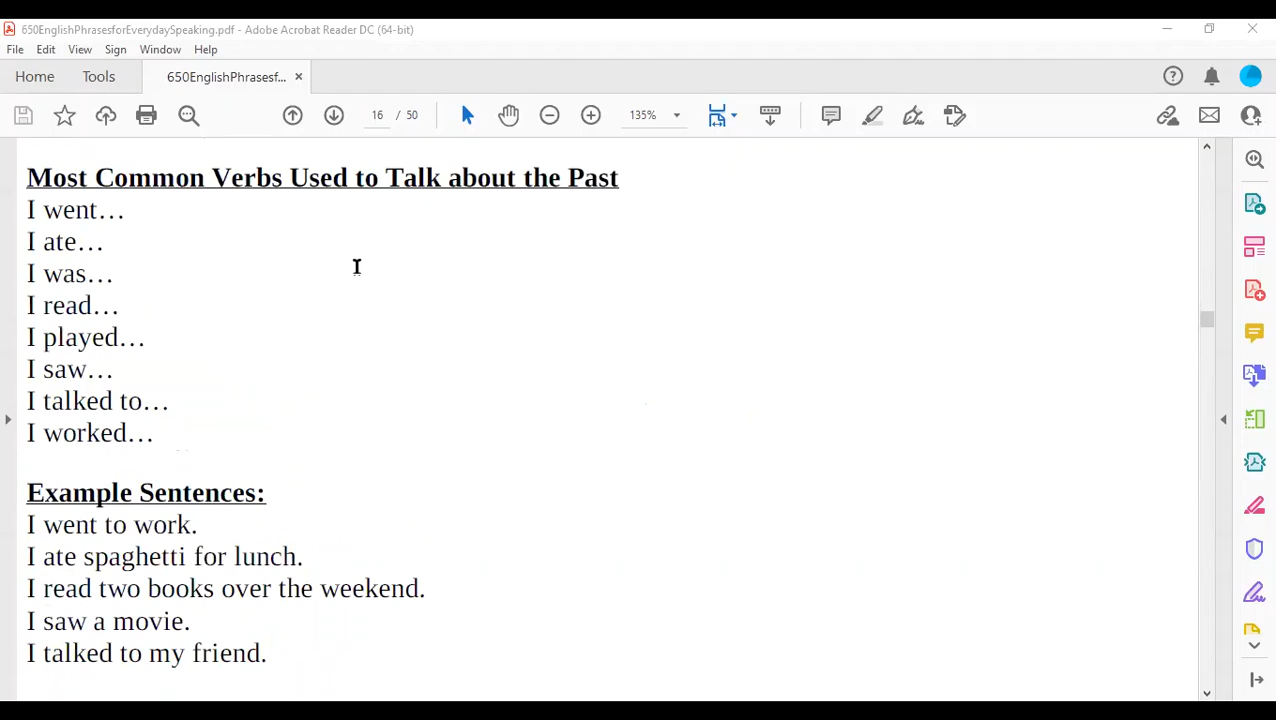 650EnglishPhrasesforEverydaySpeaking.pdf - Adobe Acrobat Reader DC (64-bit)
File Edit View Sign Window Help
Home Tools 650EnglishPhrasesf... ×
16 / 50 135%
Most Common Verbs Used to Talk about the Past
I went…
I ate…
I was…
I read…
I played…
I saw…
I talked to…
I worked…
Example Sentences:
I went to work.
I ate spaghetti for lunch.
I read two books over the weekend.
I saw a movie.
I talked to my friend.